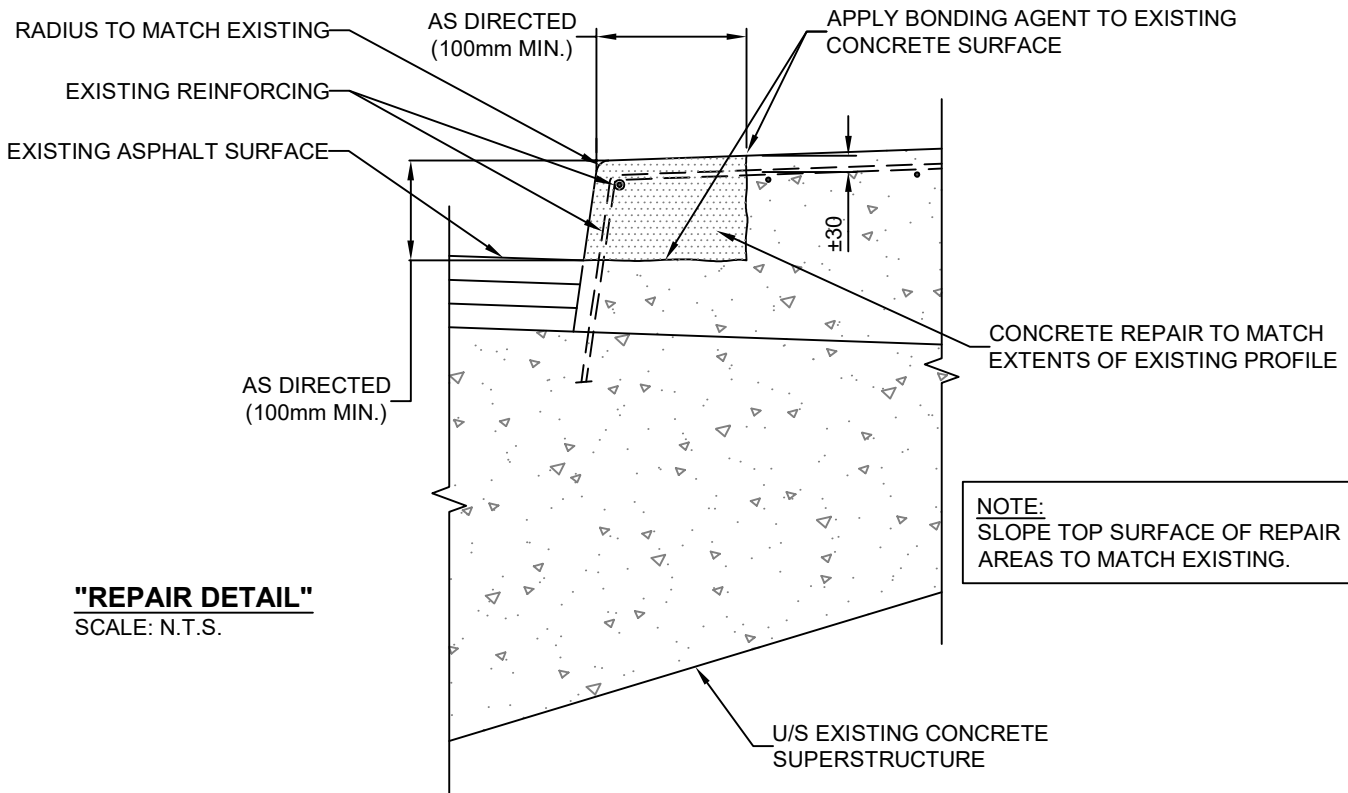 RADIUS TO MATCH EXISTING
AS DIRECTED
(100mm MIN.)
APPLY BONDING AGENT TO EXISTING
CONCRETE SURFACE
EXISTING REINFORCING
EXISTING ASPHALT SURFACE
±30
CONCRETE REPAIR TO MATCH
EXTENTS OF EXISTING PROFILE
AS DIRECTED
(100mm MIN.)
NOTE:
SLOPE TOP SURFACE OF REPAIR
AREAS TO MATCH EXISTING.
"REPAIR DETAIL"
SCALE: N.T.S.
U/S EXISTING CONCRETE
SUPERSTRUCTURE